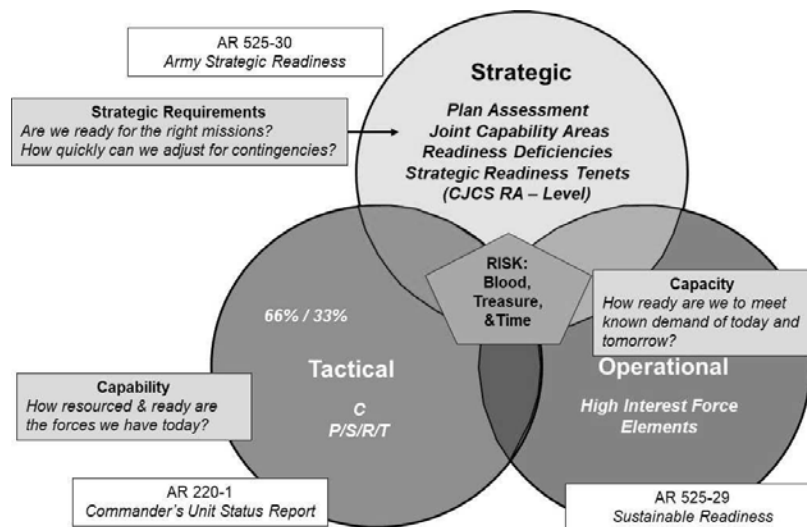 AR 525-30
Army Strategic Readiness
Strategic
Strategic Requirements
Are we ready for the right missions?
How quickly can we adjust for contingencies?
Plan Assessment
Joint Capability Areas
Readiness Deficiencies
Strategic Readiness Tenets
(CJCS RA – Level)
RISK:
Blood,
Treasure,
&Time
66% / 33%
Capacity
How ready are we to meet
known demand of today and
tomorrow?
Tactical
Operational
Capability
How resourced & ready are
the forces we have today?
C
P/S/R/T
High Interest Force
Elements
AR 220-1
Commander's Unit Status Report
AR 525-29
Sustainable Readiness